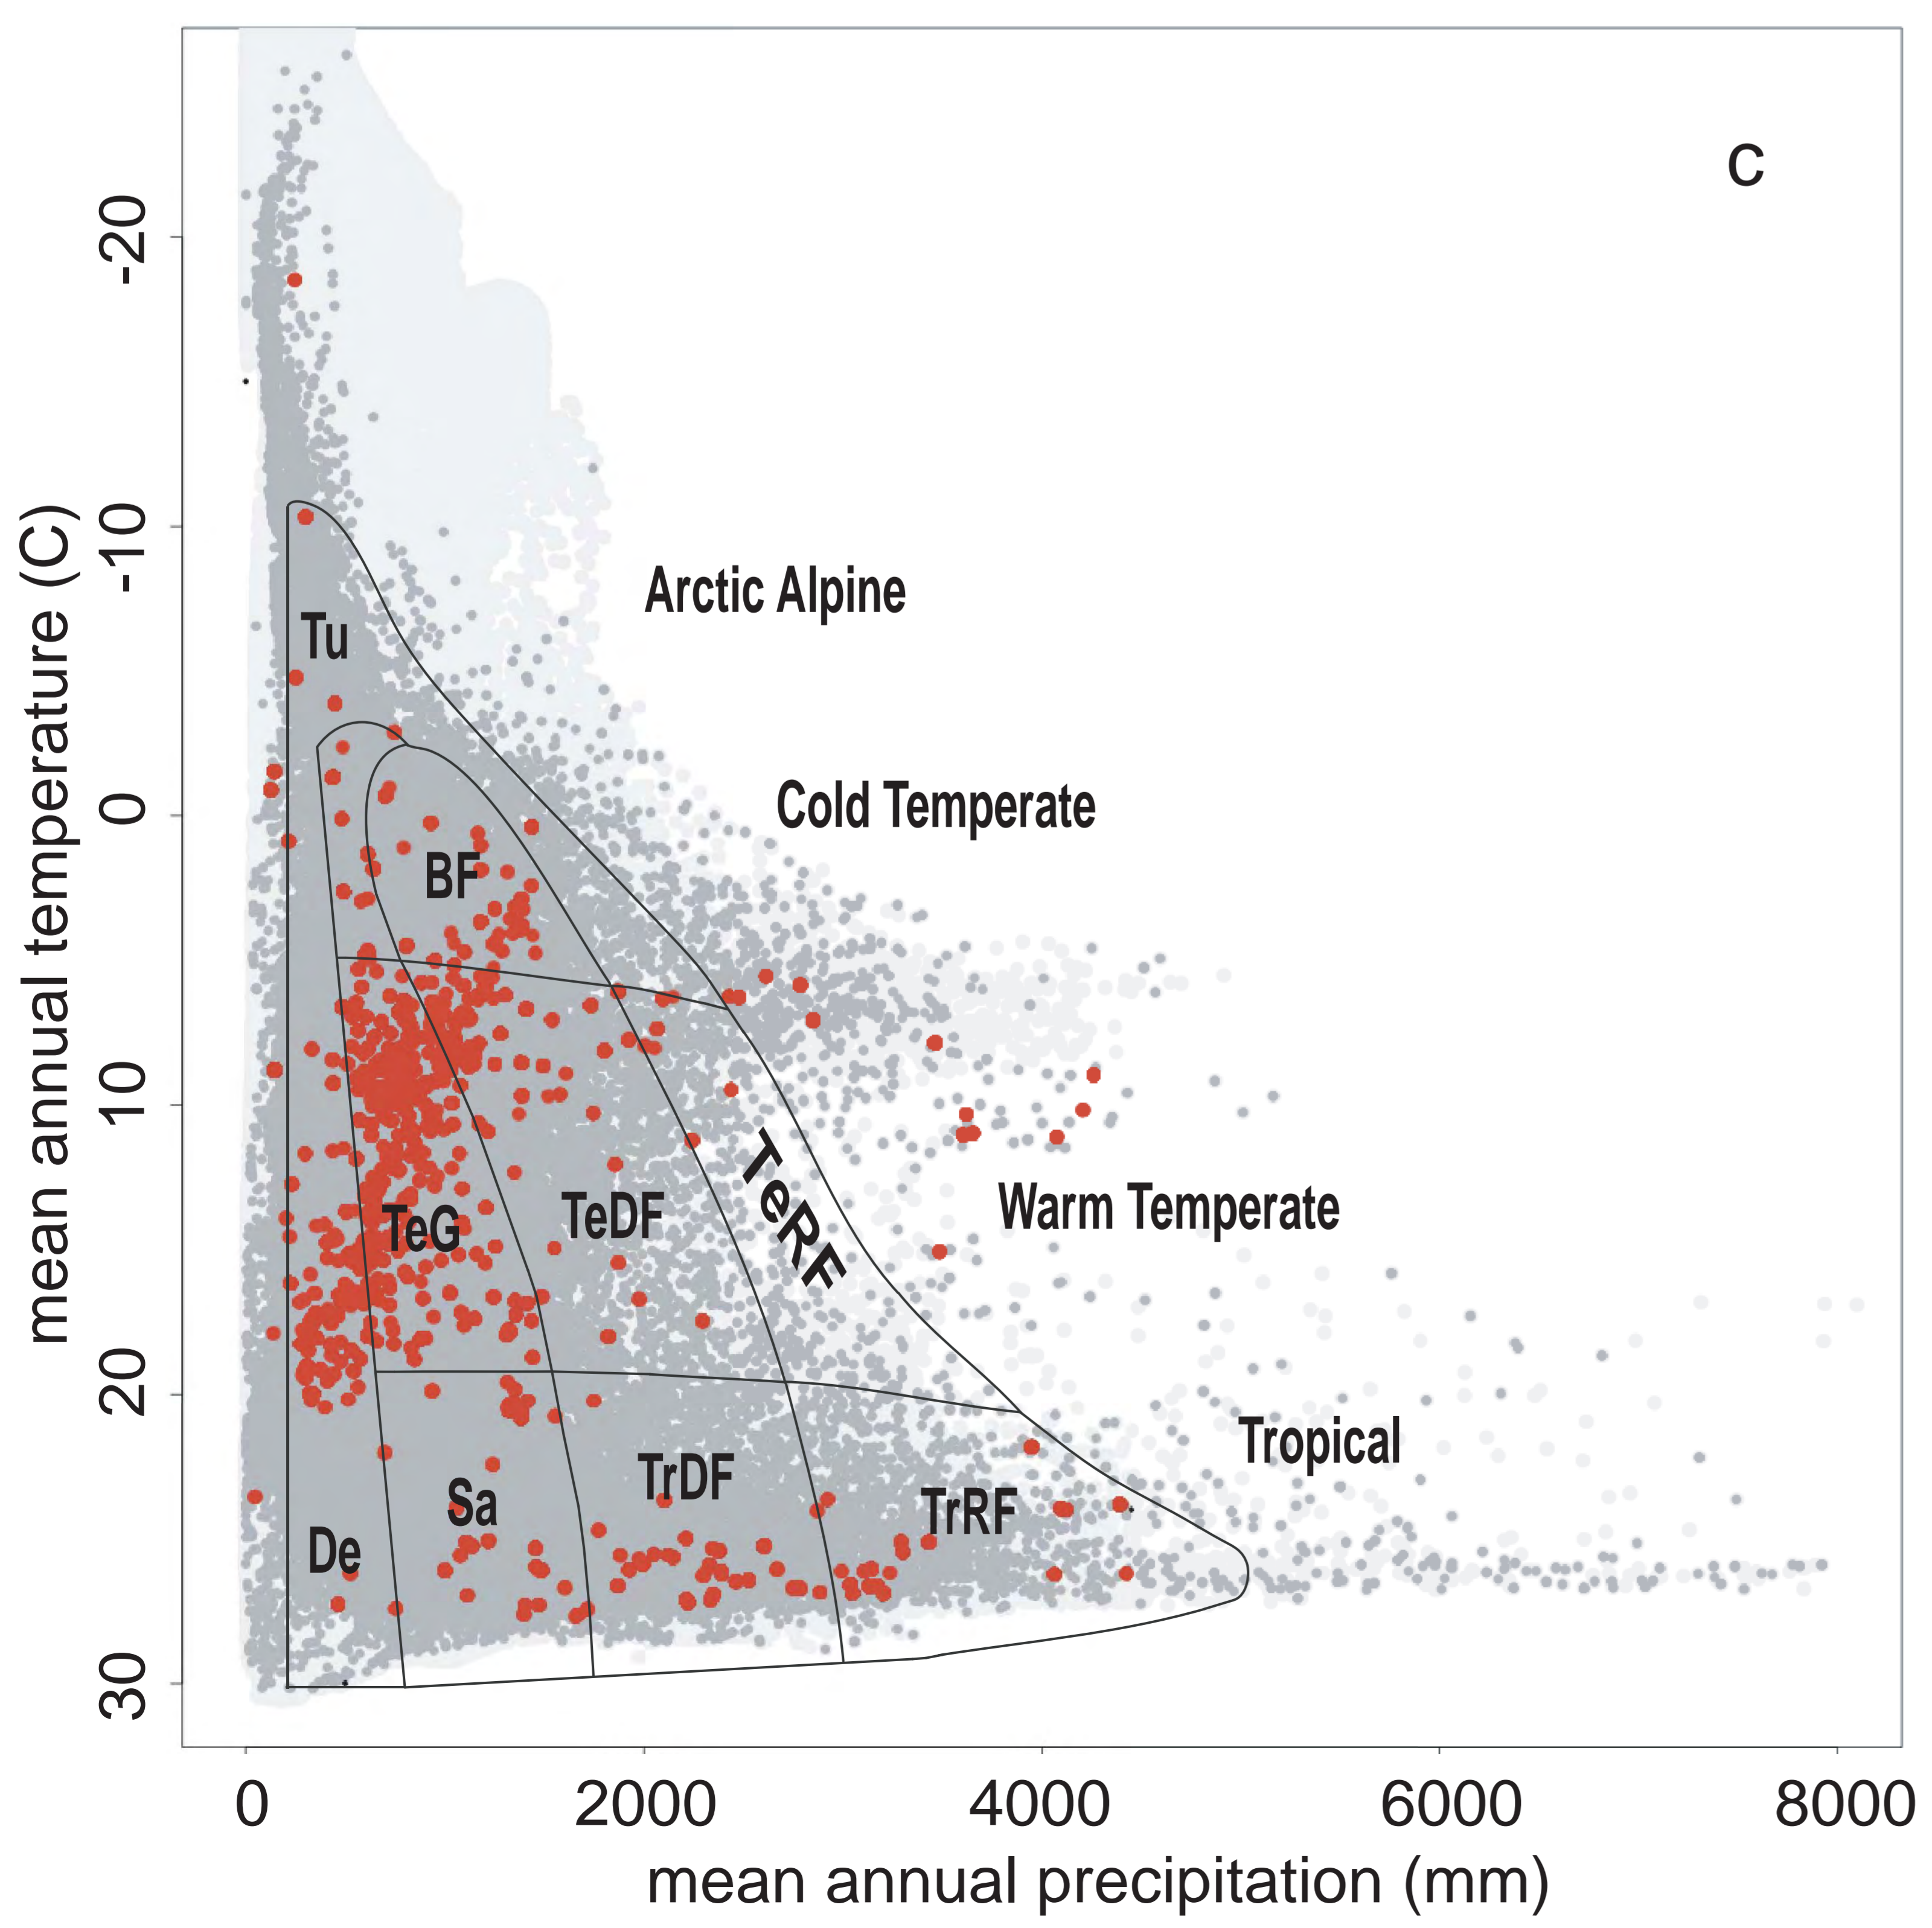 C
-20
-10
0
10
20
30
mean annual temperature (C)
Arctic Alpine
Tu
Cold Temperate
BF
TeRF
Warm Temperate
TeG
TeDF
Tropical
TrDF
Sa
TrRF
De
0
2000
4000
6000
8000
mean annual precipitation (mm)